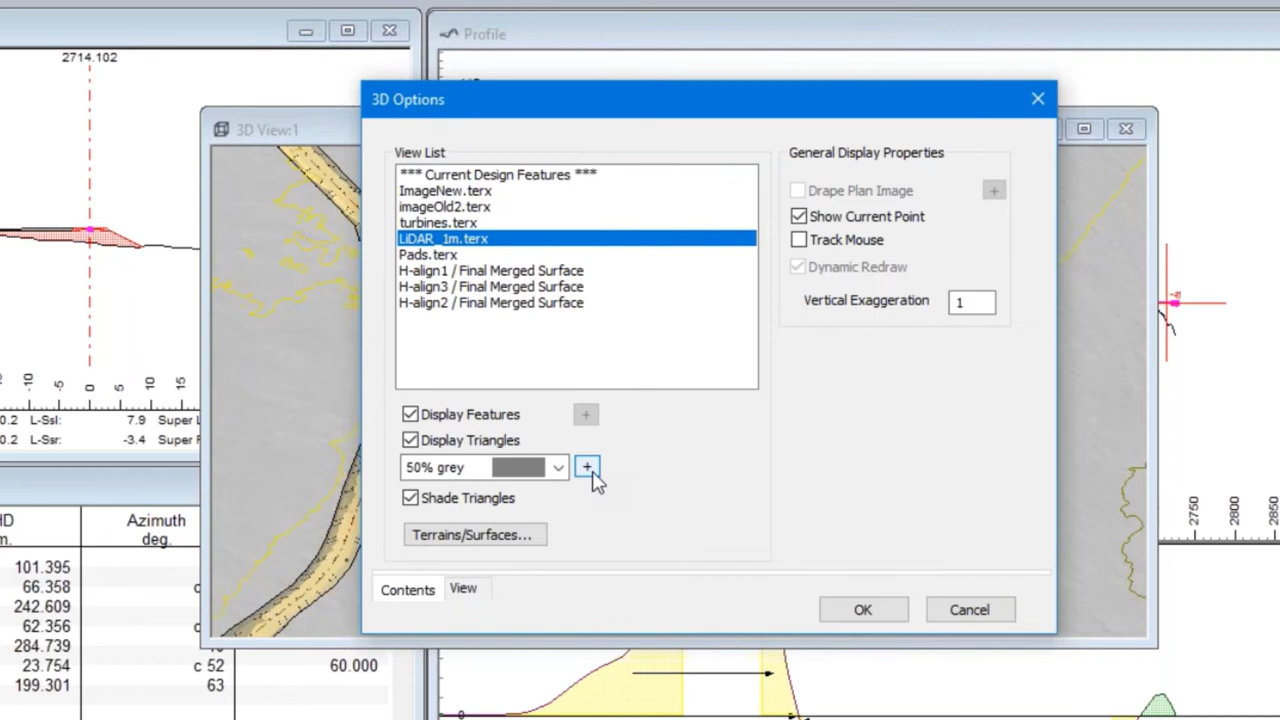 2714.102
-10 -5 0 5 10 15
0.2 L-Ssl: 7.9 Super
0.2 L-Ssr: -3.4 Super
Azimuth
deg.
101.395
66.358
242.609
62.356
284.739
23.754 c 52 60.000
199.301 63
3D View:1
Profile
3D Options
View List
*** Current Design Features ***
ImageNew.terx
imageOld2.terx
turbines.terx
LiDAR_1m.terx
Pads.terx
H-align1 / Final Merged Surface
H-align3 / Final Merged Surface
H-align2 / Final Merged Surface
Display Features +
Display Triangles
50% grey +
Shade Triangles
Terrains/Surfaces...
General Display Properties
Drape Plan Image +
Show Current Point
Track Mouse
Dynamic Redraw
Vertical Exaggeration 1
Contents View
OK Cancel
2750 2800
0